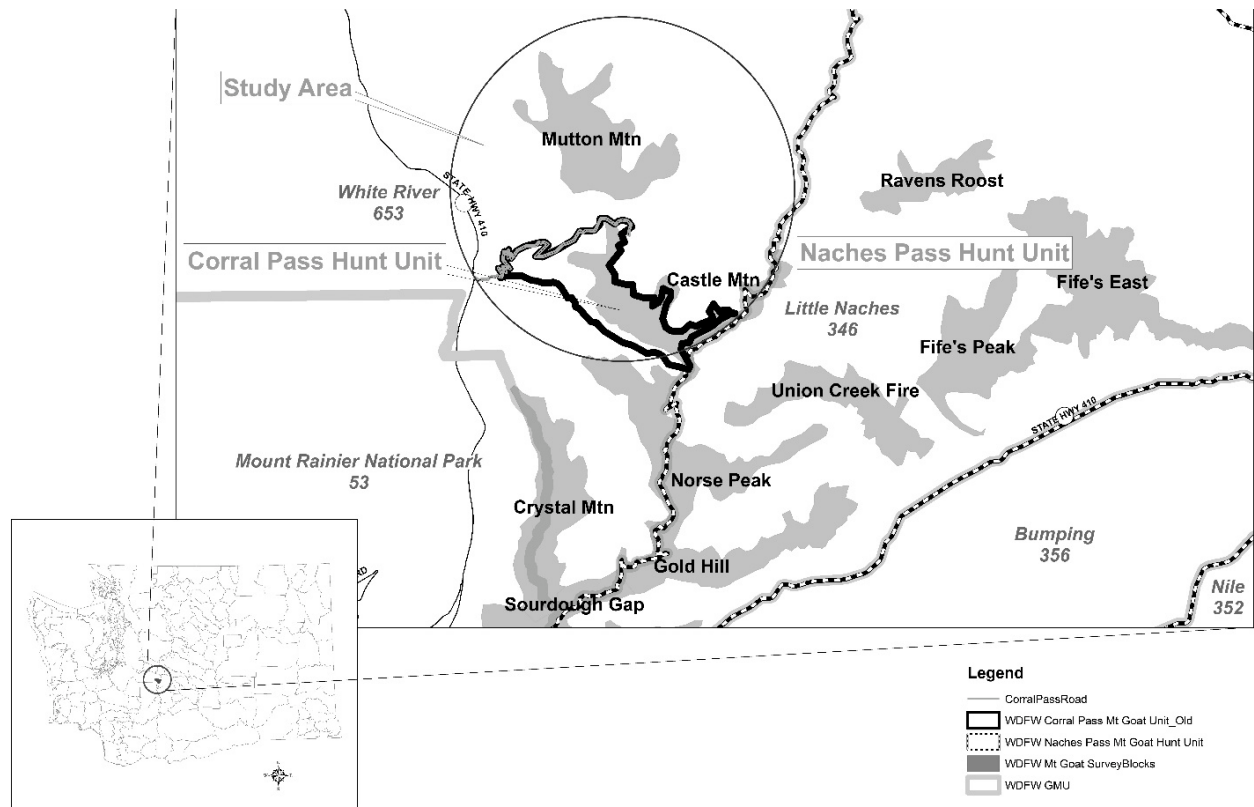 Study Area
Mutton Mtn
STATE HWY 410
White River
653
Ravens Roost
Corral Pass Hunt Unit
Naches Pass Hunt Unit
Castle Mtn
Fife's East
Little Naches
346
Fife's Peak
Union Creek Fire
STATE HWY 410
Mount Rainier National Park
53
Norse Peak
Crystal Mtn
Bumping
356
Gold Hill
Nile
352
Sourdough Gap
RD
Legend
CorralPassRoad
WDFW Corral Pass Mt Goat Unit_Old
WDFW Naches Pass Mt Goat Hunt Unit
WDFW Mt Goat SurveyBlocks
WDFW GMU